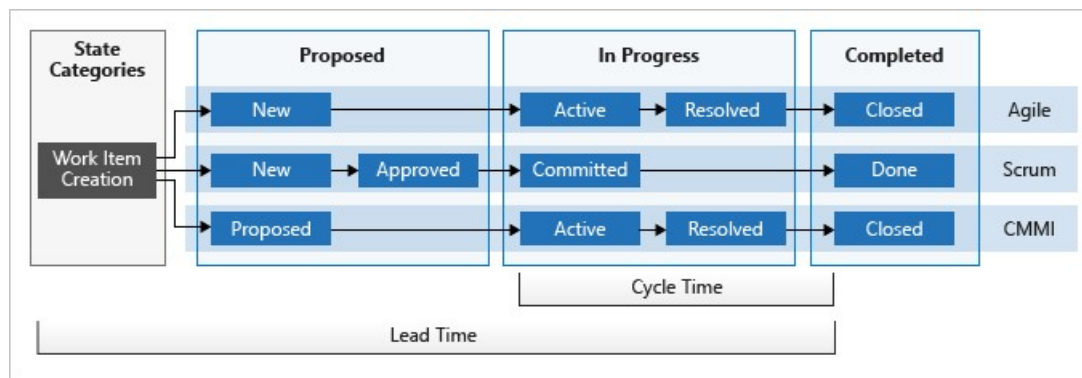 State
Categories
Proposed
In Progress
Completed
New
Active
Resolved
Closed
Agile
Work Item
Creation
New
Approved
Committed
Done
Scrum
Proposed
Active
Resolved
Closed
CMMI
Cycle Time
Lead Time